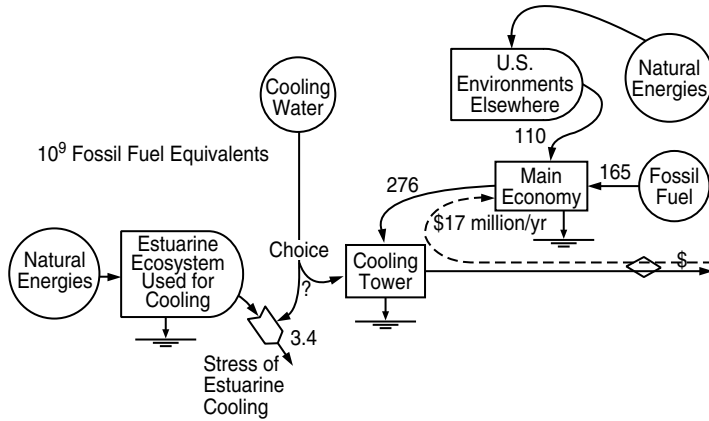 U.S.
Environments
Elsewhere
Natural
Energies
Cooling
Water
110
10⁹ Fossil Fuel Equivalents
Main
Economy
165
Fossil
Fuel
276
$17 million/yr
Natural
Energies
Estuarine
Ecosystem
Used for
Cooling
Choice
?
Cooling
Tower
$
3.4
Stress of
Estuarine
Cooling